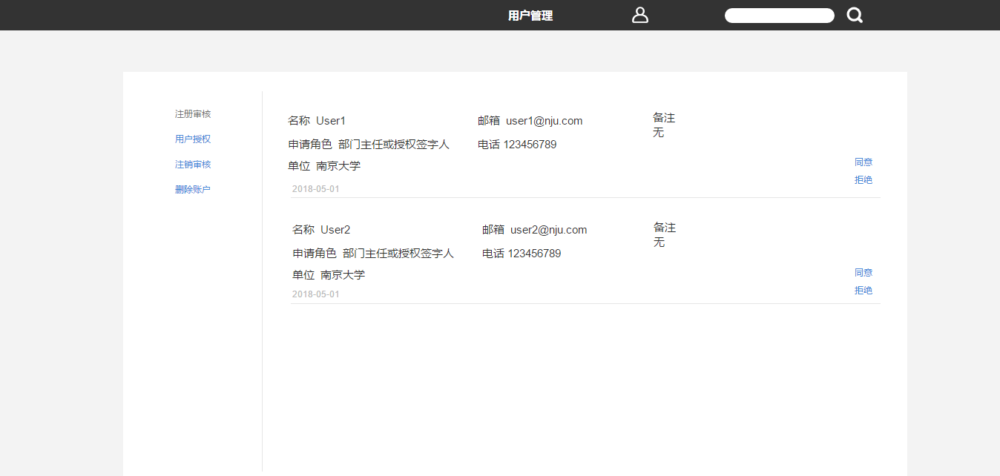 用户管理
注册审核
用户授权
注销审核
删除账户
名称 User1
邮箱 user1@nju.com
备注
无
申请角色 部门主任或授权签字人
电话 123456789
单位 南京大学
同意
拒绝
2018-05-01
名称 User2
邮箱 user2@nju.com
备注
无
申请角色 部门主任或授权签字人
电话 123456789
单位 南京大学
同意
拒绝
2018-05-01